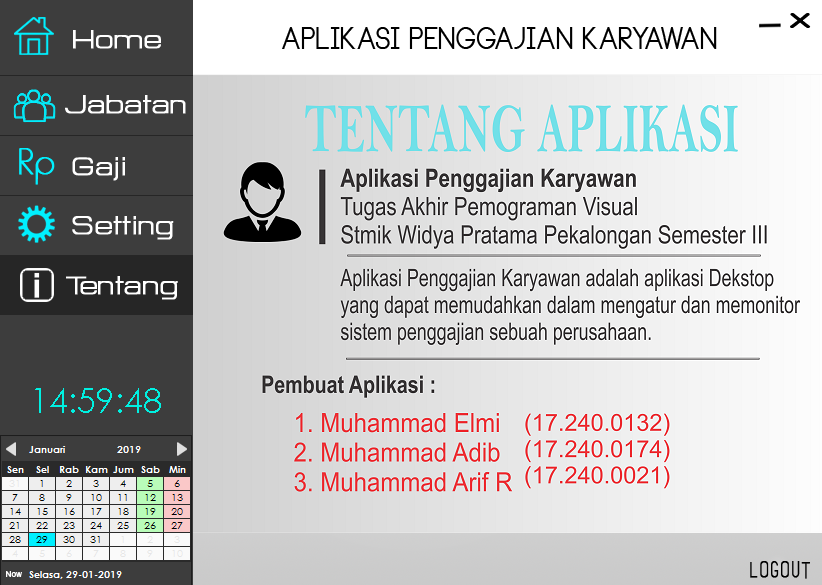 Home
Jabatan
Rp Gaji
Setting
i Tentang
14:59:48
Januari 2019
Sen Sel Rab Kam Jum Sab Min
31 1 2 3 4 5 6
7 8 9 10 11 12 13
14 15 16 17 18 19 20
21 22 23 24 25 26 27
28 29 30 31 1 2 3
4 5 6 7 8 9 10
Now Selasa, 29-01-2019
APLIKASI PENGGAJIAN KARYAWAN
TENTANG APLIKASI
Aplikasi Penggajian Karyawan
Tugas Akhir Pemograman Visual
Stmik Widya Pratama Pekalongan Semester III
Aplikasi Penggajian Karyawan adalah aplikasi Dekstop
yang dapat memudahkan dalam mengatur dan memonitor
sistem penggajian sebuah perusahaan.
Pembuat Aplikasi :
1. Muhammad Elmi (17.240.0132)
2. Muhammad Adib (17.240.0174)
3. Muhammad Arif R (17.240.0021)
LOGOUT